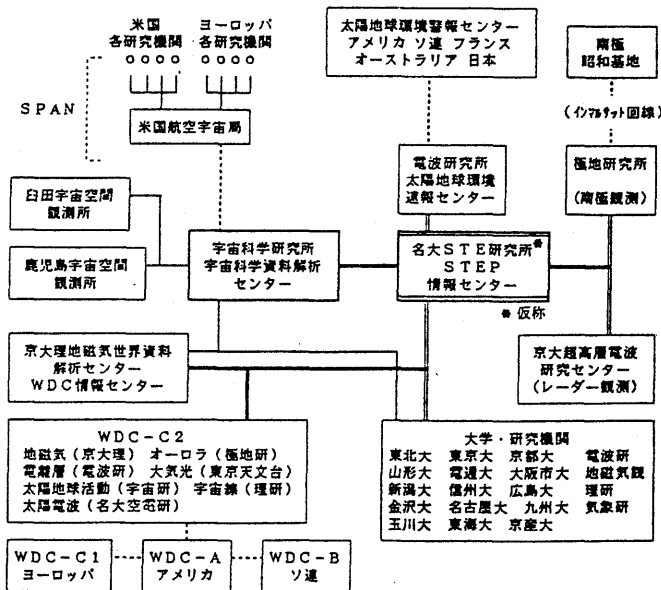 米国
各研究機関
ヨーロッパ
各研究機関
太陽地球環境警報センター
アメリカ ソ連 フランス
オーストラリア 日本
南極
昭和基地
SPAN
米国航空宇宙局
(インマルサット回線)
電波研究所
太陽地球環境
速報センター
極地研究所
(南極観測)
臼田宇宙空間
観測所
鹿児島宇宙空間
観測所
宇宙科学研究所
宇宙科学資料解析
センター
名大STE研究所*
STEP
情報センター
* 仮称
京大理地磁気世界資料
解析センター
WDC情報センター
京大超高層電波
研究センター
(レーダー観測)
WDC-C2
地磁気(京大理) オーロラ(極地研)
電離層(電波研) 大気光(東京天文台)
太陽地球活動(宇宙研) 宇宙線(理研)
太陽電波(名大空電研)
大学・研究機関
東北大 東京大 京都大 電波研
山形大 電通大 大阪市大 地磁気観
新潟大 信州大 広島大 理研
金沢大 名古屋大 九州大 気象研
玉川大 東海大 京産大
WDC-C1
ヨーロッパ
WDC-A
アメリカ
WDC-B
ソ連